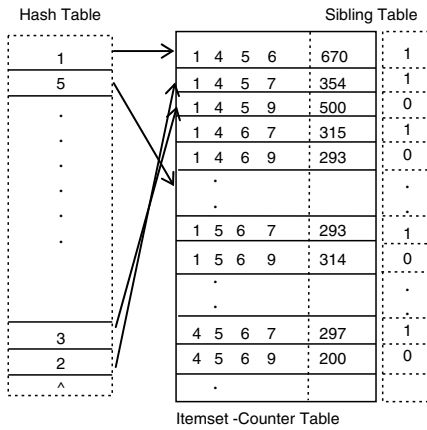 Hash Table
Sibling Table
1
5
.
.
.
.
.
.
3
2
^
1 4 5 6 670 1
1 4 5 7 354 1
1 4 5 9 500 0
1 4 6 7 315 1
1 4 6 9 293 0
. .
. .
1 5 6 7 293 1
1 5 6 9 314 0
. .
. .
4 5 6 7 297 1
4 5 6 9 200 0
.
Itemset -Counter Table